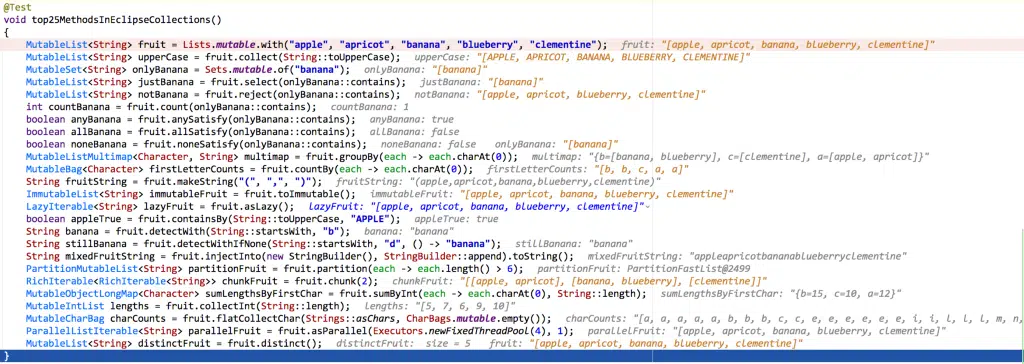 @Test
void top25MethodsInEclipseCollections()
{
MutableList<String> fruit = Lists.mutable.with("apple", "apricot", "banana", "blueberry", "clementine"); fruit: "[apple, apricot, banana, blueberry, clementine]"
MutableList<String> upperCase = fruit.collect(String::toUpperCase); upperCase: "[APPLE, APRICOT, BANANA, BLUEBERRY, CLEMENTINE]"
MutableSet<String> onlyBanana = Sets.mutable.of("banana"); onlyBanana: "[banana]"
MutableList<String> justBanana = fruit.select(onlyBanana::contains); justBanana: "[banana]"
MutableList<String> notBanana = fruit.reject(onlyBanana::contains); notBanana: "[apple, apricot, blueberry, clementine]"
int countBanana = fruit.count(onlyBanana::contains); countBanana: 1
boolean anyBanana = fruit.anySatisfy(onlyBanana::contains); anyBanana: true
boolean allBanana = fruit.allSatisfy(onlyBanana::contains); allBanana: false
boolean noneBanana = fruit.noneSatisfy(onlyBanana::contains); noneBanana: false onlyBanana: "[banana]"
MutableListMultimap<Character, String> multimap = fruit.groupBy(each -> each.charAt(0)); multimap: "{b=[banana, blueberry], c=[clementine], a=[apple, apricot]}"
MutableBag<Character> firstLetterCounts = fruit.countBy(each -> each.charAt(0)); firstLetterCounts: "[b, b, c, a, a]"
String fruitString = fruit.makeString("(", ",", ")"); fruitString: "(apple,apricot,banana,blueberry,clementine)"
ImmutableList<String> immutableFruit = fruit.toImmutable(); immutableFruit: "[apple, apricot, banana, blueberry, clementine]"
LazyIterable<String> lazyFruit = fruit.asLazy(); lazyFruit: "[apple, apricot, banana, blueberry, clementine]"
boolean appleTrue = fruit.containsBy(String::toUpperCase, "APPLE"); appleTrue: true
String banana = fruit.detectWith(String::startsWith, "b"); banana: "banana"
String stillBanana = fruit.detectWithIfNone(String::startsWith, "d", () -> "banana"); stillBanana: "banana"
String mixedFruitString = fruit.injectInto(new StringBuilder(), StringBuilder::append).toString(); mixedFruitString: "appleapricotbananablueberryclementine"
PartitionMutableList<String> partitionFruit = fruit.partition(each -> each.length() > 6); partitionFruit: PartitionFastList@2499
RichIterable<RichIterable<String>> chunkFruit = fruit.chunk(2); chunkFruit: "[[apple, apricot], [banana, blueberry], [clementine]]"
MutableObjectLongMap<Character> sumLengthsByFirstChar = fruit.sumByInt(each -> each.charAt(0), String::length); sumLengthsByFirstChar: "{b=15, c=10, a=12}"
MutableIntList lengths = fruit.collectInt(String::length); lengths: "[5, 7, 6, 9, 10]"
MutableCharBag charCounts = fruit.flatCollectChar(Strings::asChars, CharBags.mutable.empty()); charCounts: "[a, a, a, a, a, b, b, b, c, c, e, e, e, e, e, e, i, i, l, l, l, m, n,
ParallelListIterable<String> parallelFruit = fruit.asParallel(Executors.newFixedThreadPool(4), 1); parallelFruit: "[apple, apricot, banana, blueberry, clementine]"
MutableList<String> distinctFruit = fruit.distinct(); distinctFruit: size = 5 fruit: "[apple, apricot, banana, blueberry, clementine]"
}